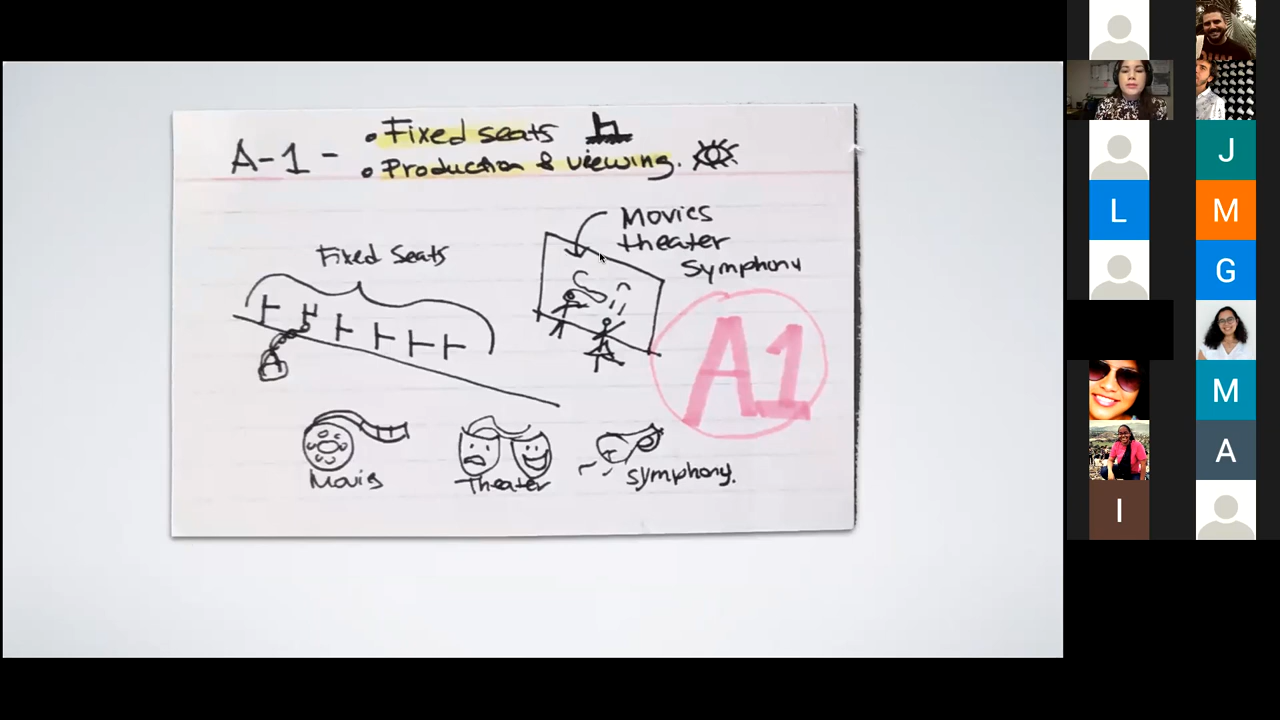 A-1 - • Fixed seats
• Production & viewing.
Movies
theater
Symphony
Fixed Seats
A1
Movis
Theater
Symphony.
J
L
M
G
M
A
I